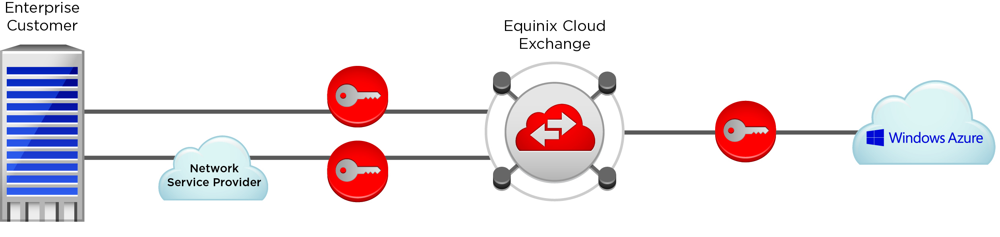 Enterprise
Customer
Equinix Cloud
Exchange
Network
Service Provider
Windows Azure